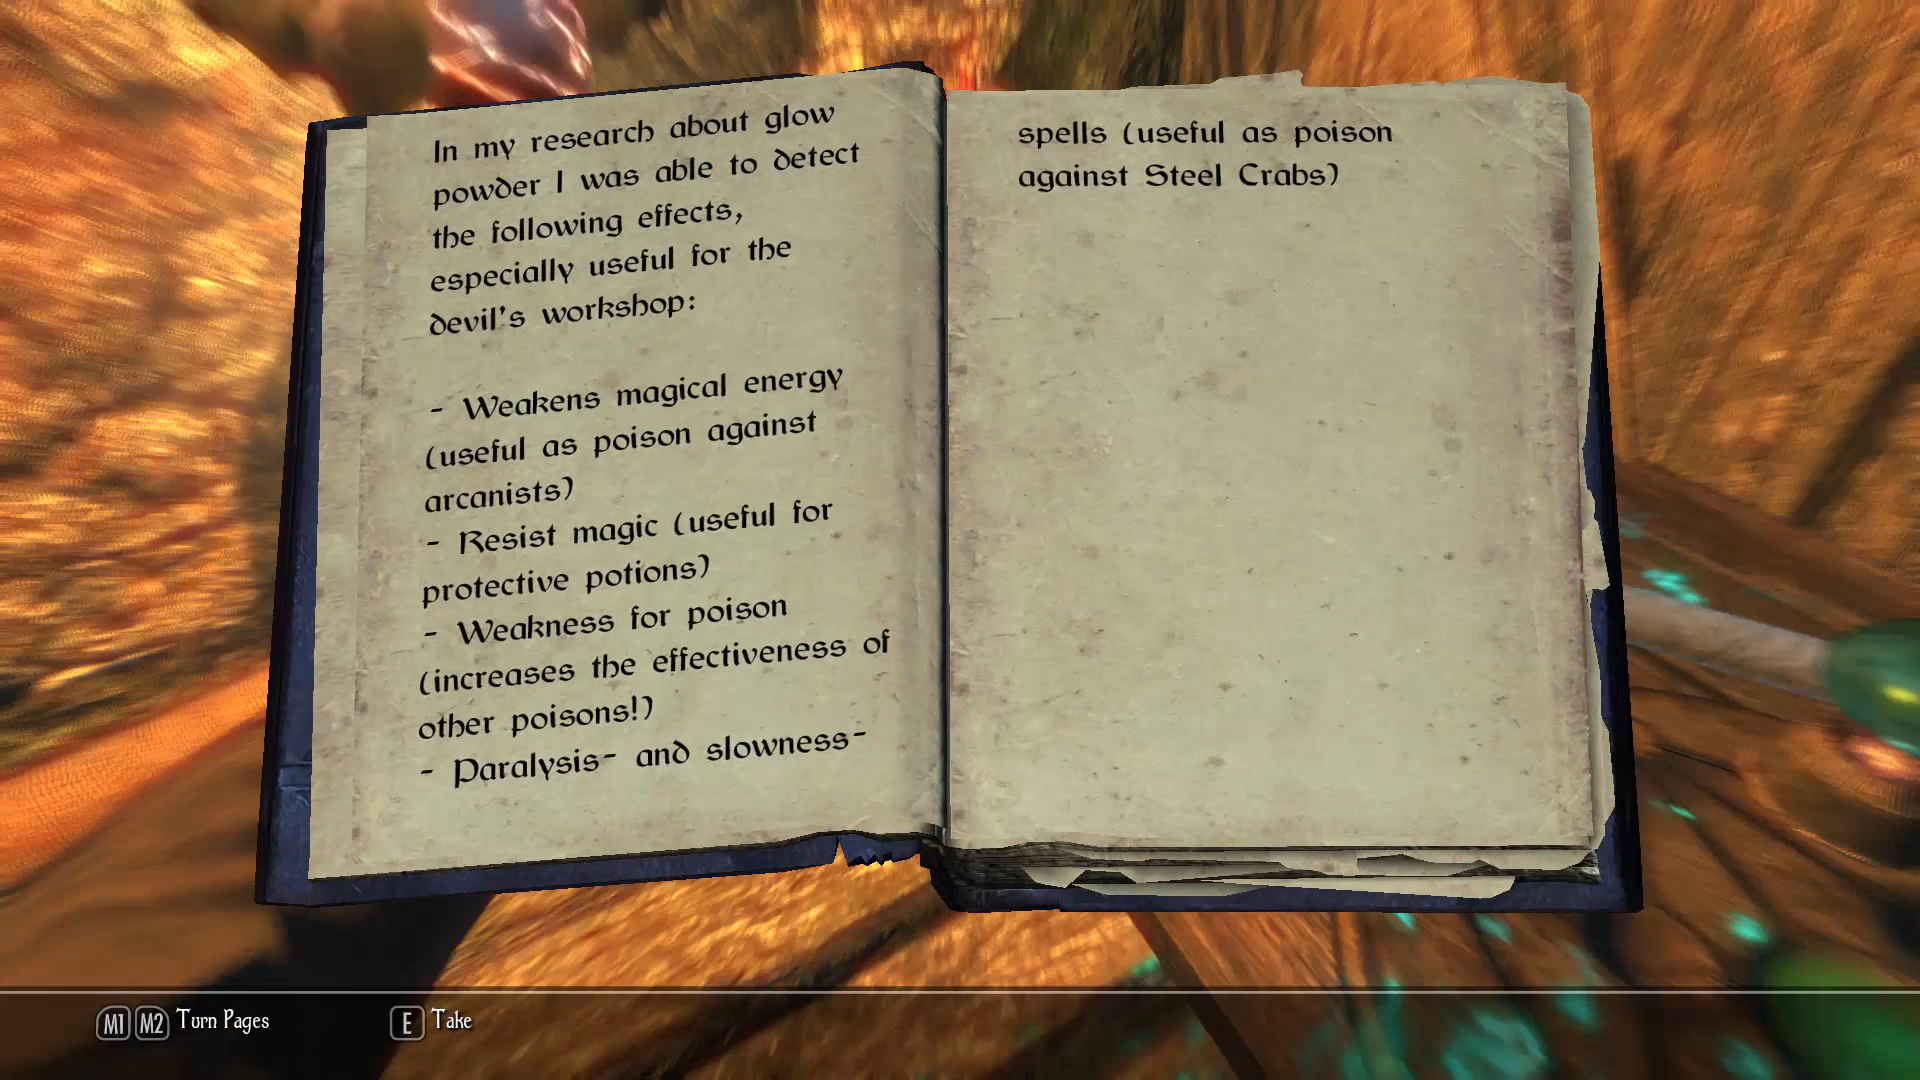 In my research about glow
powder I was able to detect
the following effects,
especially useful for the
devil's workshop:
- Weakens magical energy
(useful as poison against
arcanists)
- Resist magic (useful for
protective potions)
- Weakness for poison
(increases the effectiveness of
other poisons!)
- Paralysis- and slowness-
spells (useful as poison
against Steel Crabs)
M1 M2 Turn Pages
E Take